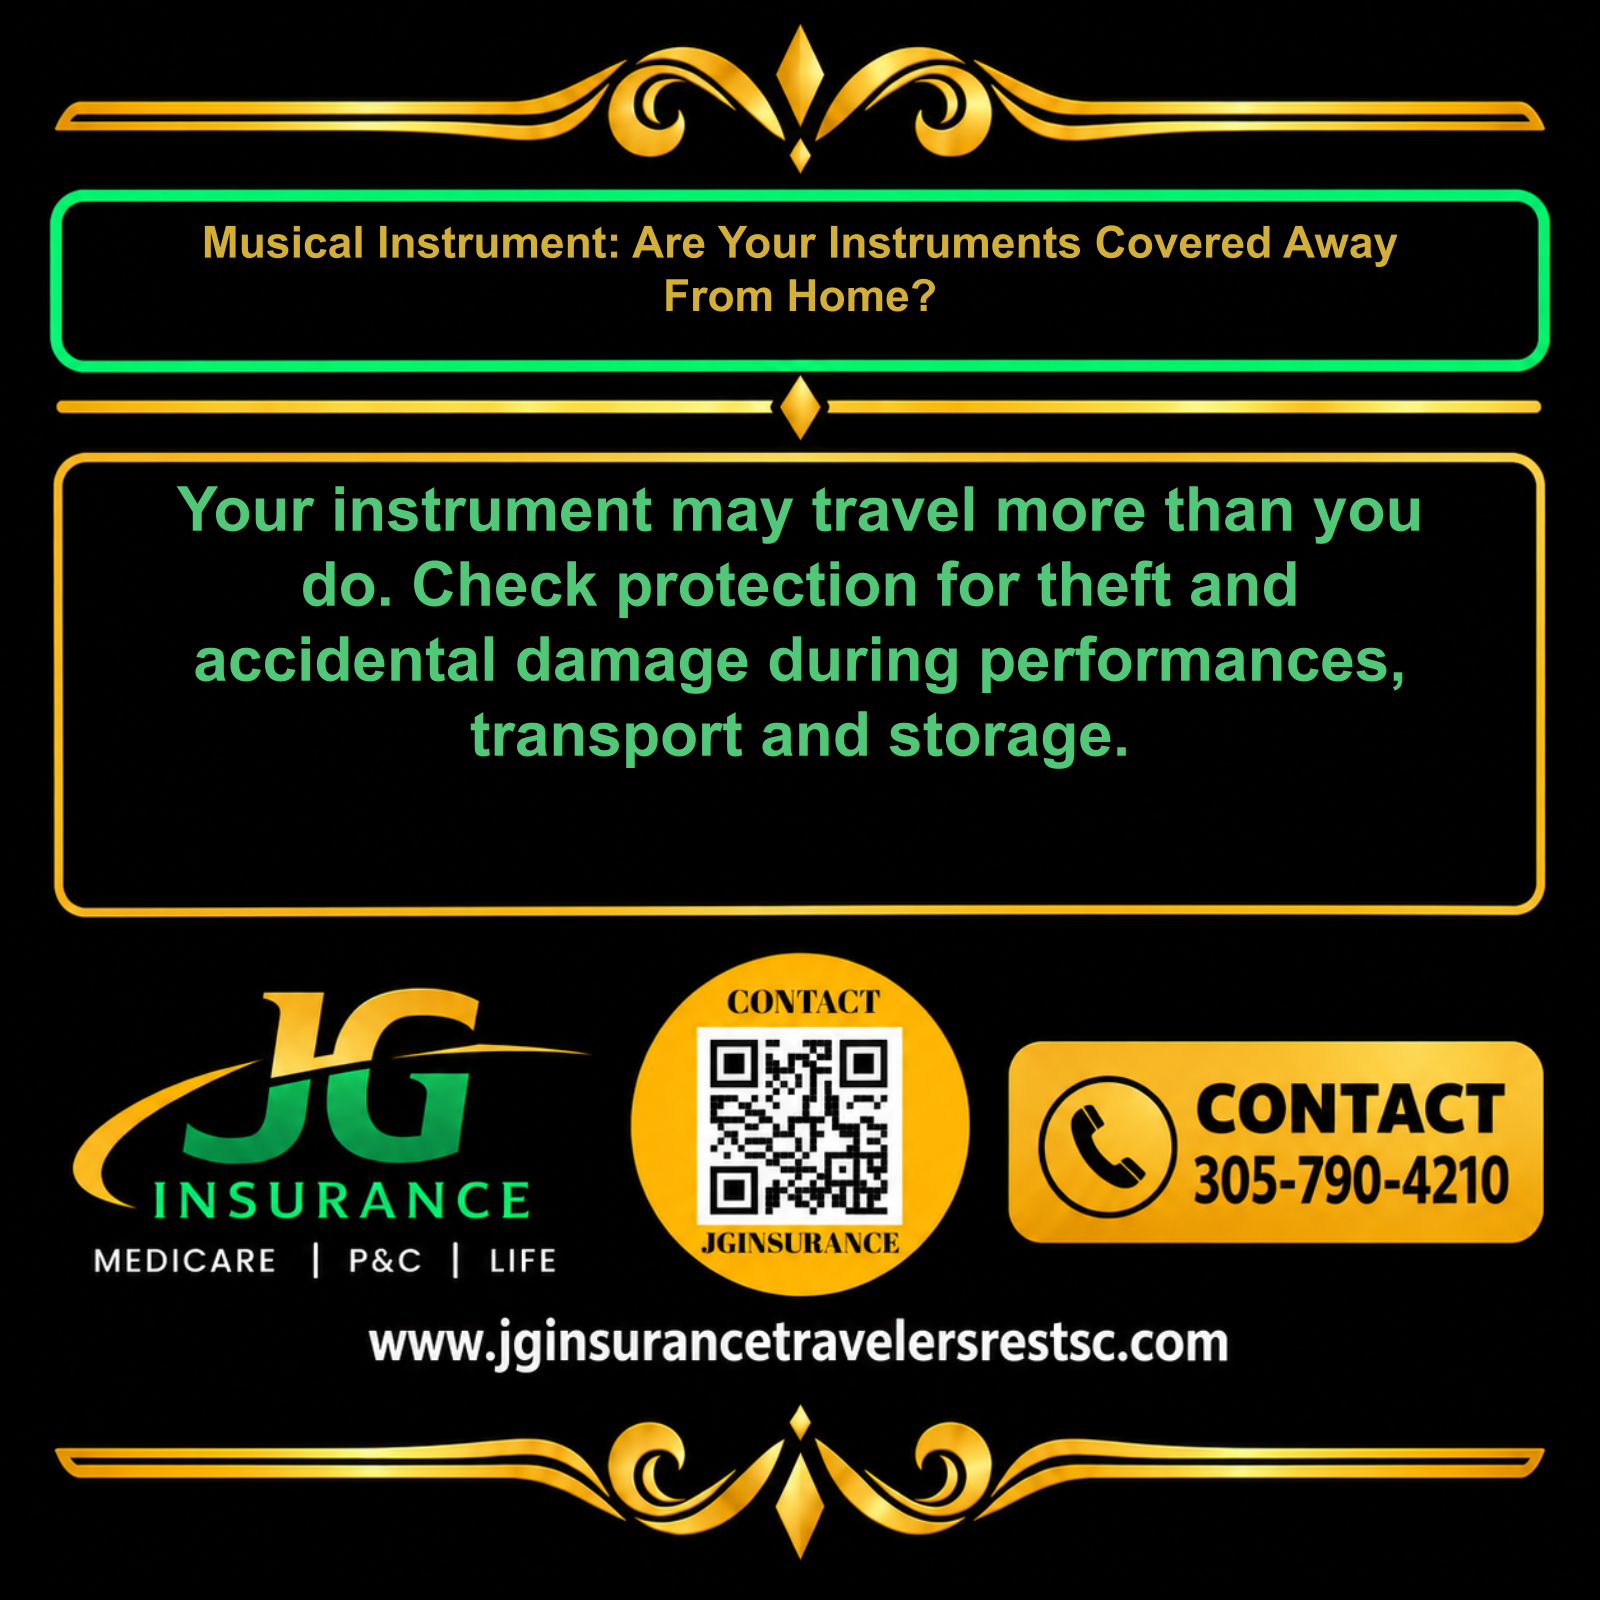 Musical Instrument: Are Your Instruments Covered Away
From Home?
Your instrument may travel more than you
do. Check protection for theft and
accidental damage during performances,
transport and storage.
JG
INSURANCE
MEDICARE | P&C | LIFE
CONTACT
JGINSURANCE
CONTACT
305-790-4210
www.jginsurancetravelersrestsc.com